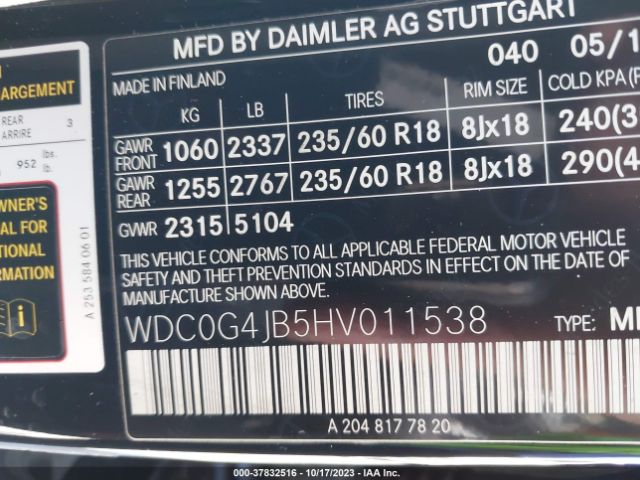 MFD BY DAIMLER AG STUTTGART
040 05/1
MADE IN FINLAND
KG LB TIRES RIM SIZE COLD KPA
GAWR FRONT 1060 2337 235/60 R18 8Jx18 240(3
GAWR REAR 1255 2767 235/60 R18 8Jx18 290(4
GVWR 2315 5104
THIS VEHICLE CONFORMS TO ALL APPLICABLE FEDERAL MOTOR VEHICLE
SAFETY AND THEFT PREVENTION STANDARDS IN EFFECT ON THE DATE OF
MANUFACTURE SHOWN ABOVE.
WDC0G4JB5HV011538
TYPE:
A 204 817 78 20
ARGEMENT
REAR 3
ARRIERE
952 lbs.
lb.
WNER'S
AL FOR
TIONAL
RMATION
A 253 584 06 01
000-37832516 - 10/17/2023 - IAA Inc.